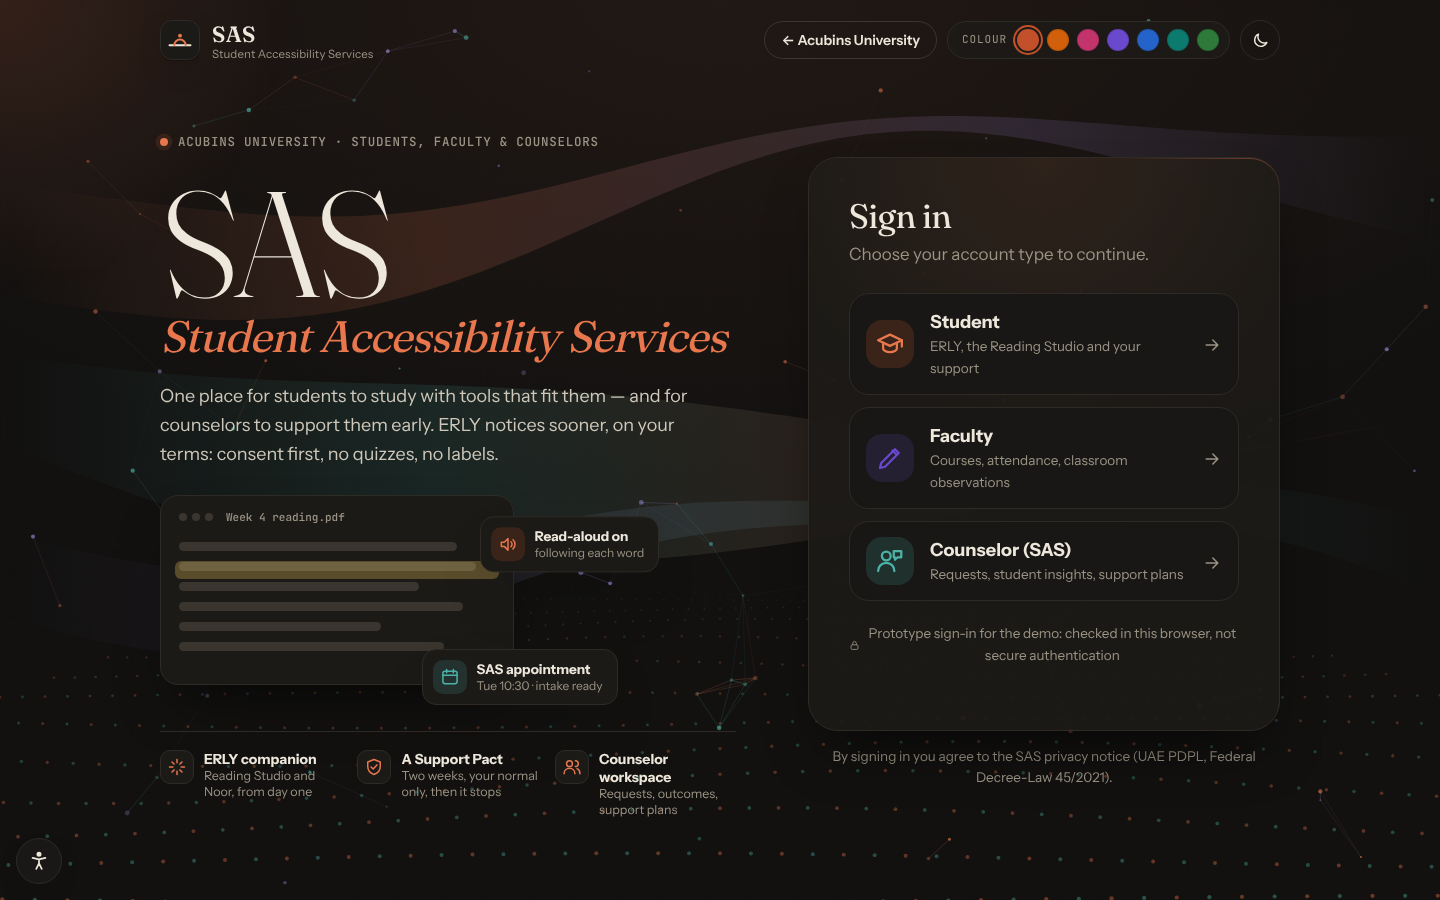 SAS
Student Accessibility Services
← Acubins University
COLOUR
ACUBINS UNIVERSITY · STUDENTS, FACULTY & COUNSELORS
SAS
Student Accessibility Services
One place for students to study with tools that fit them — and for
counselors to support them early. ERLY notices sooner, on your
terms: consent first, no quizzes, no labels.
Week 4 reading.pdf
Read-aloud on
following each word
SAS appointment
Tue 10:30 · intake ready
ERLY companion
Reading Studio and
Noor, from day one
A Support Pact
Two weeks, your normal
only, then it stops
Counselor
workspace
Requests, outcomes,
support plans
Sign in
Choose your account type to continue.
Student
ERLY, the Reading Studio and your
support
Faculty
Courses, attendance, classroom
observations
Counselor (SAS)
Requests, student insights, support plans
Prototype sign-in for the demo: checked in this browser, not
secure authentication
By signing in you agree to the SAS privacy notice (UAE PDPL, Federal
Decree-Law 45/2021).